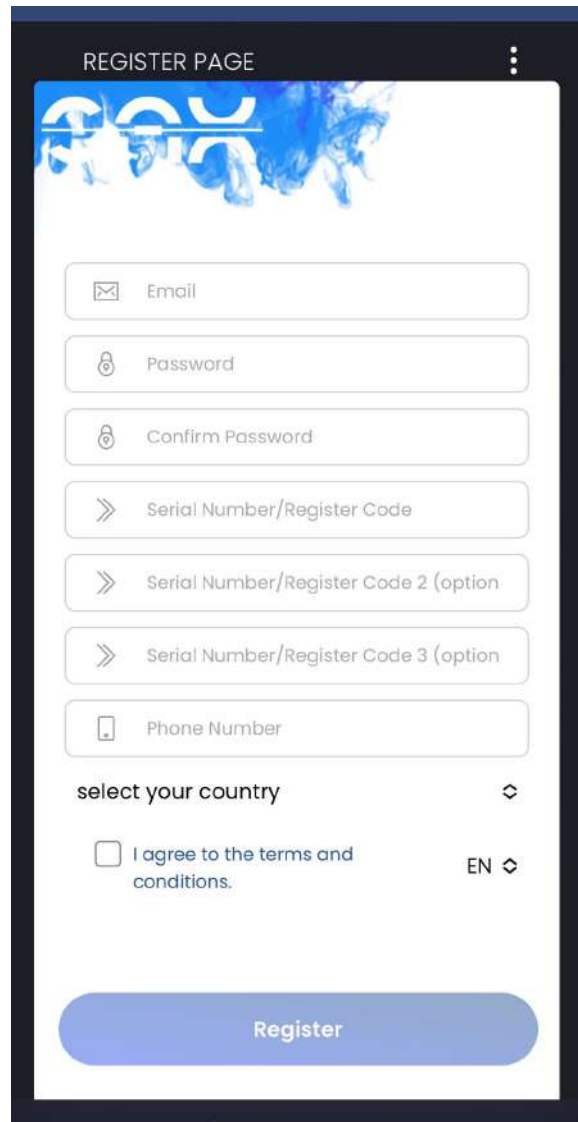 REGISTER PAGE
Email
Password
Confirm Password
Serial Number/Register Code
Serial Number/Register Code 2 (option
Serial Number/Register Code 3 (option
Phone Number
select your country
I agree to the terms and
conditions.
EN
Register